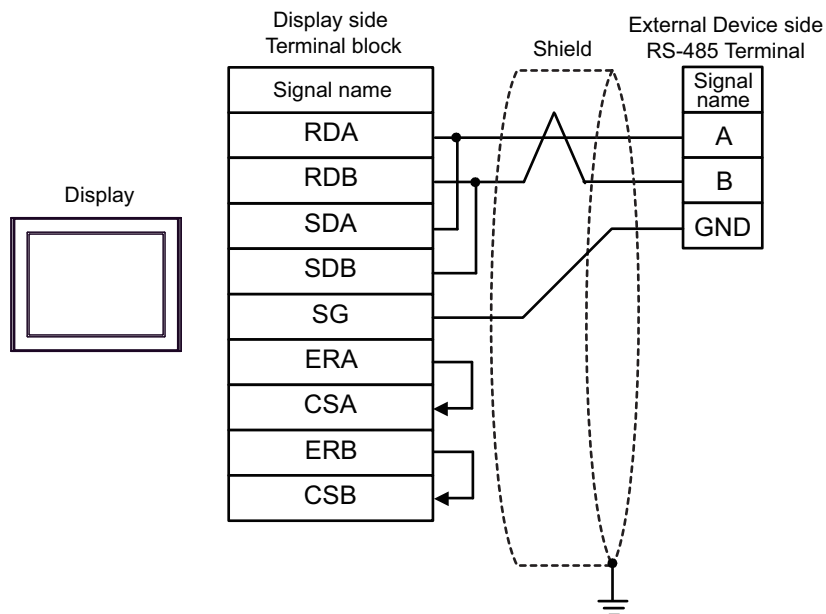 Display side
Terminal block
Shield
External Device side
RS-485 Terminal
Signal name
Signal
name
RDA
A
RDB
B
Display
SDA
GND
SDB
SG
ERA
CSA
ERB
CSB